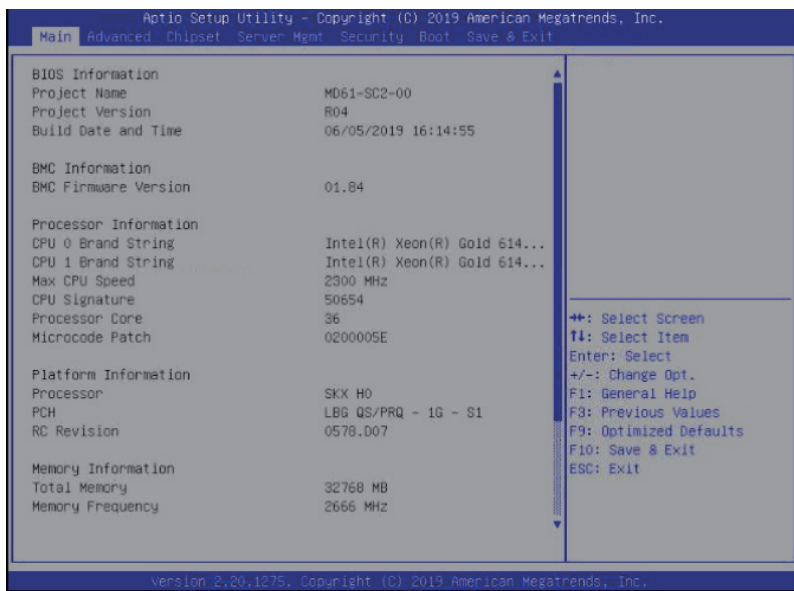 Aptio Setup Utility - Copyright (C) 2019 American Megatrends, Inc.
Main Advanced Chipset Server Mgmt Security Boot Save & Exit
BIOS Information
Project Name MD61-SC2-00
Project Version R04
Build Date and Time 06/05/2019 16:14:55
BMC Information
BMC Firmware Version 01.84
Processor Information
CPU 0 Brand String Intel(R) Xeon(R) Gold 614...
CPU 1 Brand String Intel(R) Xeon(R) Gold 614...
Max CPU Speed 2300 MHz
CPU Signature 50654
Processor Core 36
Microcode Patch 0200005E
Platform Information
Processor SKX H0
PCH LBG QS/PRQ - 1G - S1
RC Revision 0578.D07
Memory Information
Total Memory 32768 MB
Memory Frequency 2666 MHz
→←: Select Screen
↑↓: Select Item
Enter: Select
+/-: Change Opt.
F1: General Help
F3: Previous Values
F9: Optimized Defaults
F10: Save & Exit
ESC: Exit
Version 2.20.1275. Copyright (C) 2019 American Megatrends, Inc.